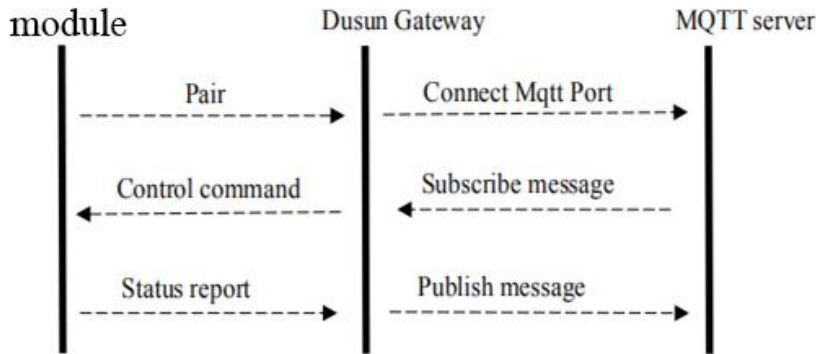 module
Dusun Gateway
MQTT server
Pair
Connect Mqtt Port
Control command
Subscribe message
Status report
Publish message